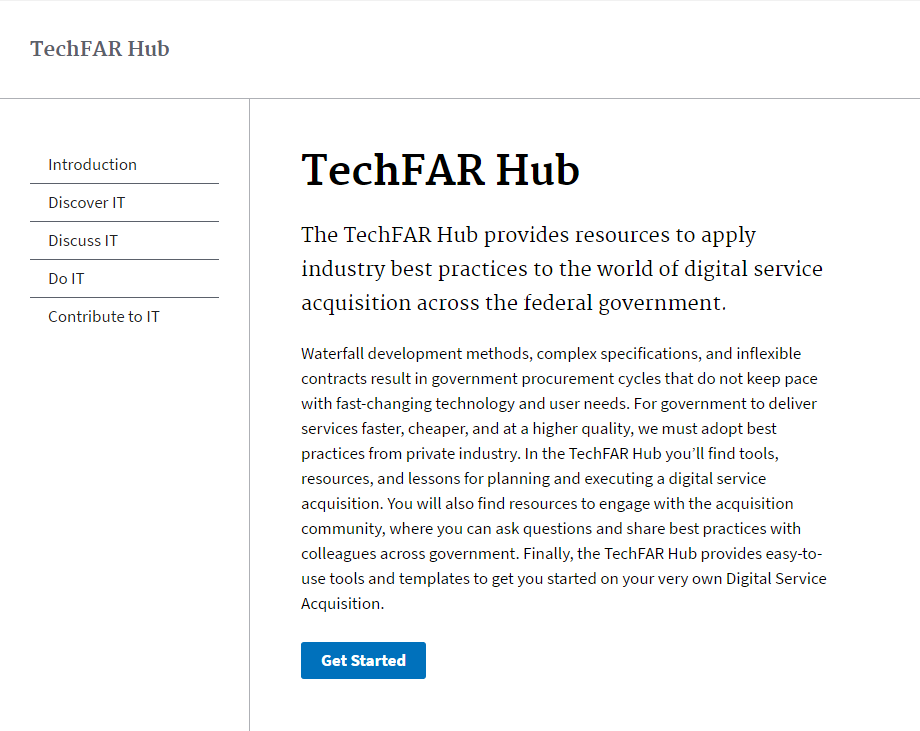 TechFAR Hub
Introduction
Discover IT
Discuss IT
Do IT
Contribute to IT
TechFAR Hub
The TechFAR Hub provides resources to apply
industry best practices to the world of digital service
acquisition across the federal government.
Waterfall development methods, complex specifications, and inflexible
contracts result in government procurement cycles that do not keep pace
with fast-changing technology and user needs. For government to deliver
services faster, cheaper, and at a higher quality, we must adopt best
practices from private industry. In the TechFAR Hub you’ll find tools,
resources, and lessons for planning and executing a digital service
acquisition. You will also find resources to engage with the acquisition
community, where you can ask questions and share best practices with
colleagues across government. Finally, the TechFAR Hub provides easy-to-
use tools and templates to get you started on your very own Digital Service
Acquisition.
Get Started